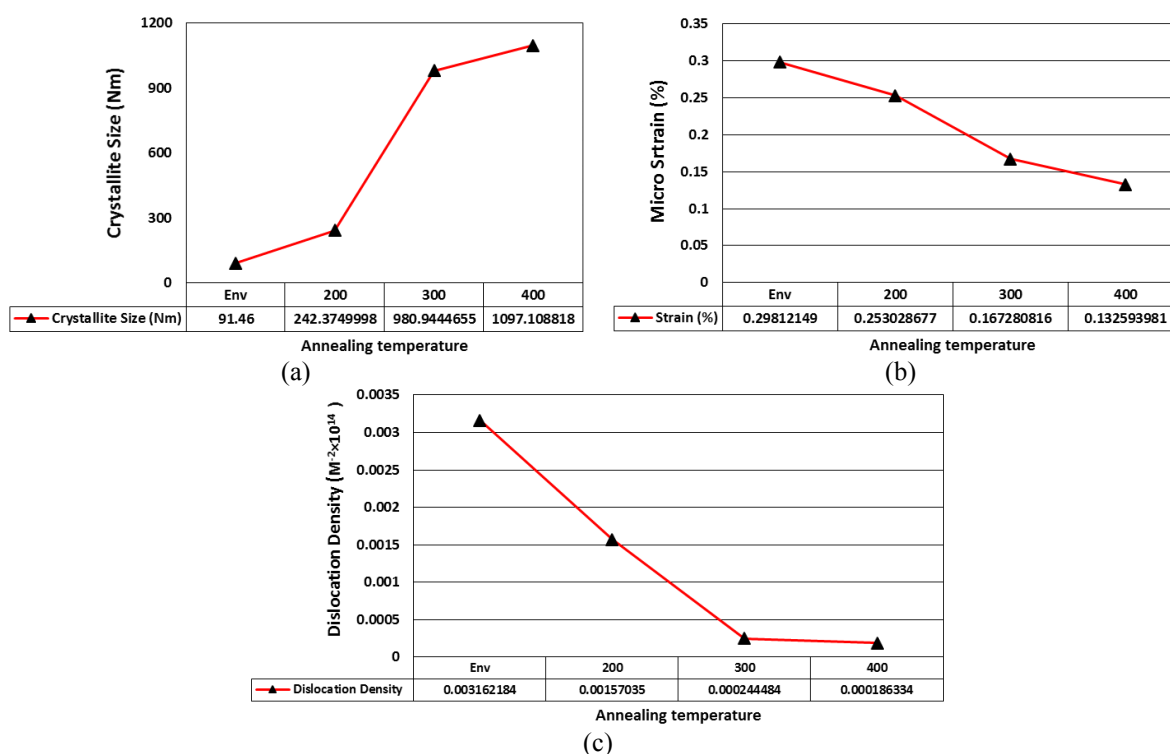 1200
900
600
300
0
Crystallite Size (Nm)
Env 200 300 400
Crystallite Size (Nm) 91.46 242.3749998 980.9444655 1097.108818
Annealing temperature
(a)
0.35
0.3
0.25
0.2
0.15
0.1
0.05
0
Micro Srtrain (%)
Env 200 300 400
Strain (%) 0.29812149 0.253028677 0.167280816 0.132593981
Annealing temperature
(b)
0.0035
0.003
0.0025
0.002
0.0015
0.001
0.0005
0
Dislocation Density (M⁻²×10¹⁴
Env 200 300 400
Dislocation Density 0.003162184 0.00157035 0.000244484 0.000186334
Annealing temperature
(c)